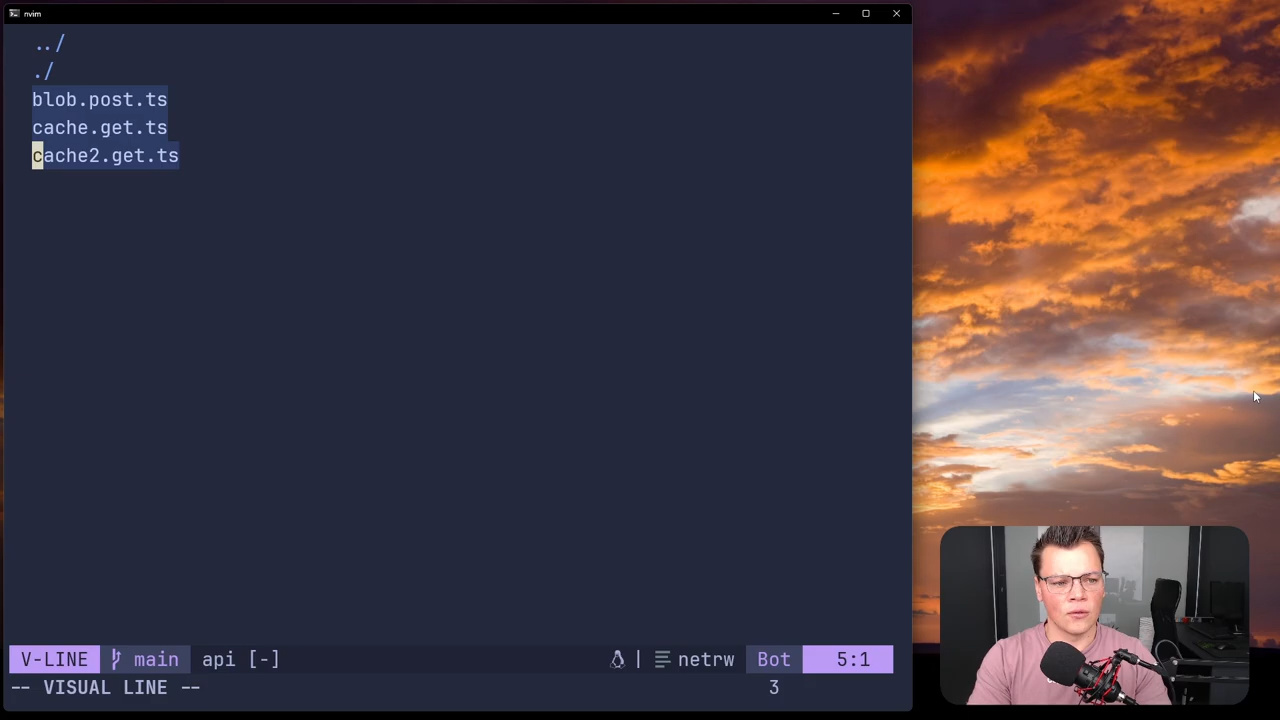 nvim
../
./
blob.post.ts
cache.get.ts
cache2.get.ts
V-LINE main api [-] | netrw Bot 5:1
-- VISUAL LINE -- 3